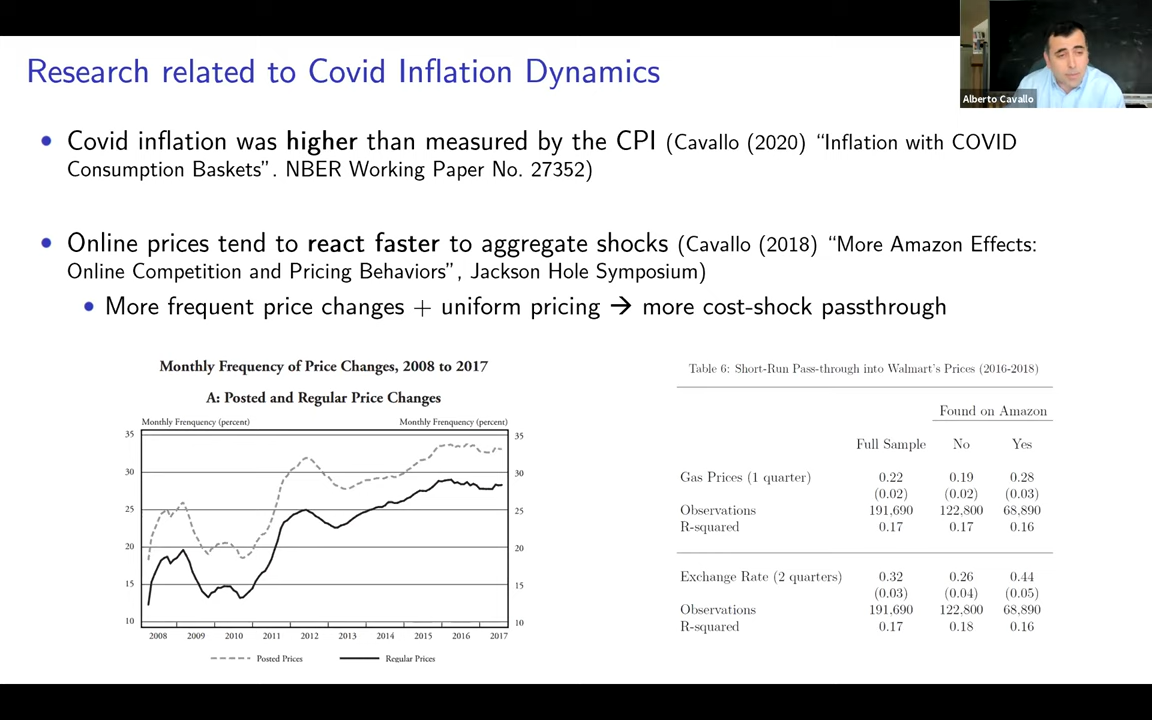 Research related to Covid Inflation Dynamics
Alberto Cavallo
• Covid inflation was higher than measured by the CPI (Cavallo (2020) “Inflation with COVID
Consumption Baskets”. NBER Working Paper No. 27352)
• Online prices tend to react faster to aggregate shocks (Cavallo (2018) “More Amazon Effects:
Online Competition and Pricing Behaviors”, Jackson Hole Symposium)
• More frequent price changes + uniform pricing → more cost-shock passthrough
Monthly Frequency of Price Changes, 2008 to 2017
A: Posted and Regular Price Changes
Monthly Frenquency (percent) Monthly Frenquency (percent)
35 35
30 30
25 25
20 20
15 15
10 10
2008 2009 2010 2011 2012 2013 2014 2015 2016 2017
Posted Prices Regular Prices
Table 6: Short-Run Pass-through into Walmart's Prices (2016-2018)
Found on Amazon
Full Sample No Yes
Gas Prices (1 quarter) 0.22 0.19 0.28
(0.02) (0.02) (0.03)
Observations 191,690 122,800 68,890
R-squared 0.17 0.17 0.16
Exchange Rate (2 quarters) 0.32 0.26 0.44
(0.03) (0.04) (0.05)
Observations 191,690 122,800 68,890
R-squared 0.17 0.18 0.16